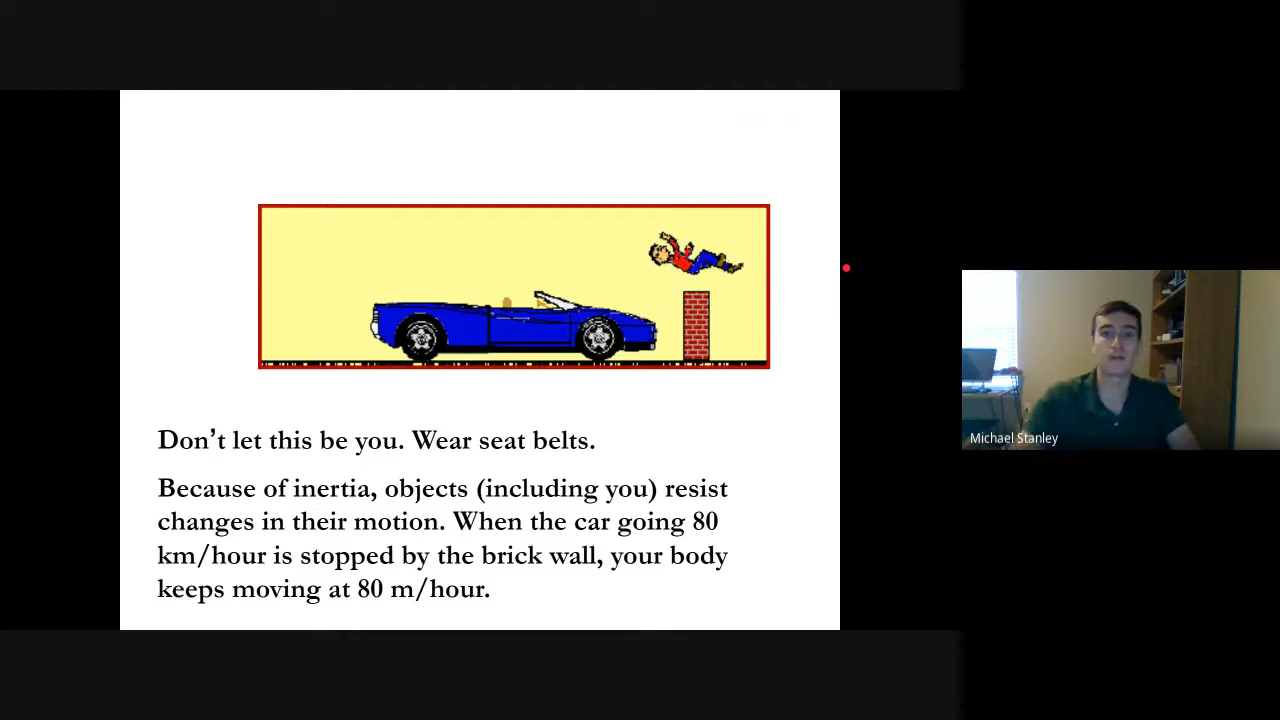 Don’t let this be you. Wear seat belts.
Because of inertia, objects (including you) resist
changes in their motion. When the car going 80
km/hour is stopped by the brick wall, your body
keeps moving at 80 m/hour.
Michael Stanley